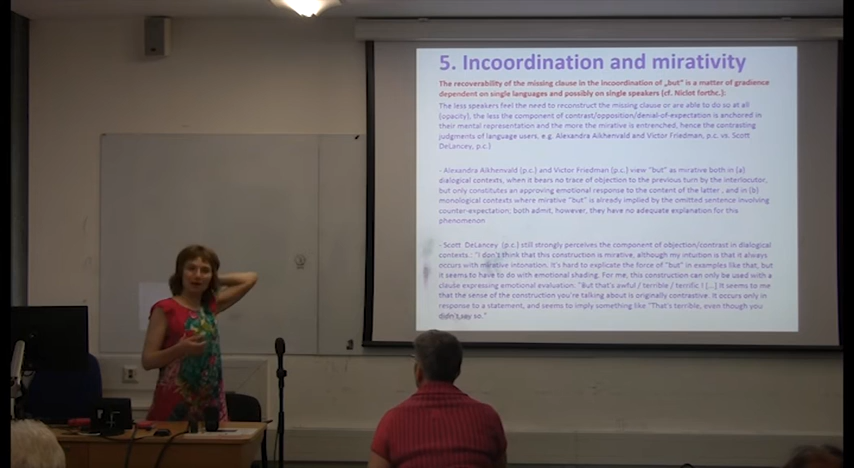 5. Incoordination and mirativity
The recoverability of the missing clause in the incoordination of „but" is a matter of gradience
dependent on single languages and possibly on single speakers (cf. Niclot forthc.):
The less speakers feel the need to reconstruct the missing clause or are able to do so at all
(opacity), the less the component of contrast/opposition/denial-of-expectation is anchored in
their mental representation and the more the mirative is entrenched, hence the contrasting
judgments of language users, e.g. Alexandra Aikhenvald and Victor Friedman, p.c. vs. Scott
DeLancey, p.c.)
- Alexandra Aikhenvald (p.c.) and Victor Friedman (p.c.) view "but" as mirative both in (a)
dialogical contexts, when it bears no trace of objection to the previous turn by the interlocutor,
but only constitutes an approving emotional response to the content of the latter , and in (b)
monological contexts where mirative "but" is already implied by the omitted sentence involving
counter-expectation; both admit, however, they have no adequate explanation for this
phenomenon
- Scott DeLancey (p.c.) still strongly perceives the component of objection/contrast in dialogical
contexts.: "I don't think that this construction is mirative, although my intuition is that it always
occurs with mirative intonation. It's hard to explicate the force of "but" in examples like that, but
it seems to have to do with emotional shading. For me, this construction can only be used with a
clause expressing emotional evaluation. "But that's awful / terrible / terrific ! [...] It seems to me
that the sense of the construction you're talking about is originally contrastive. It occurs only in
response to a statement, and seems to imply something like "That's terrible, even though you
didn't say so."